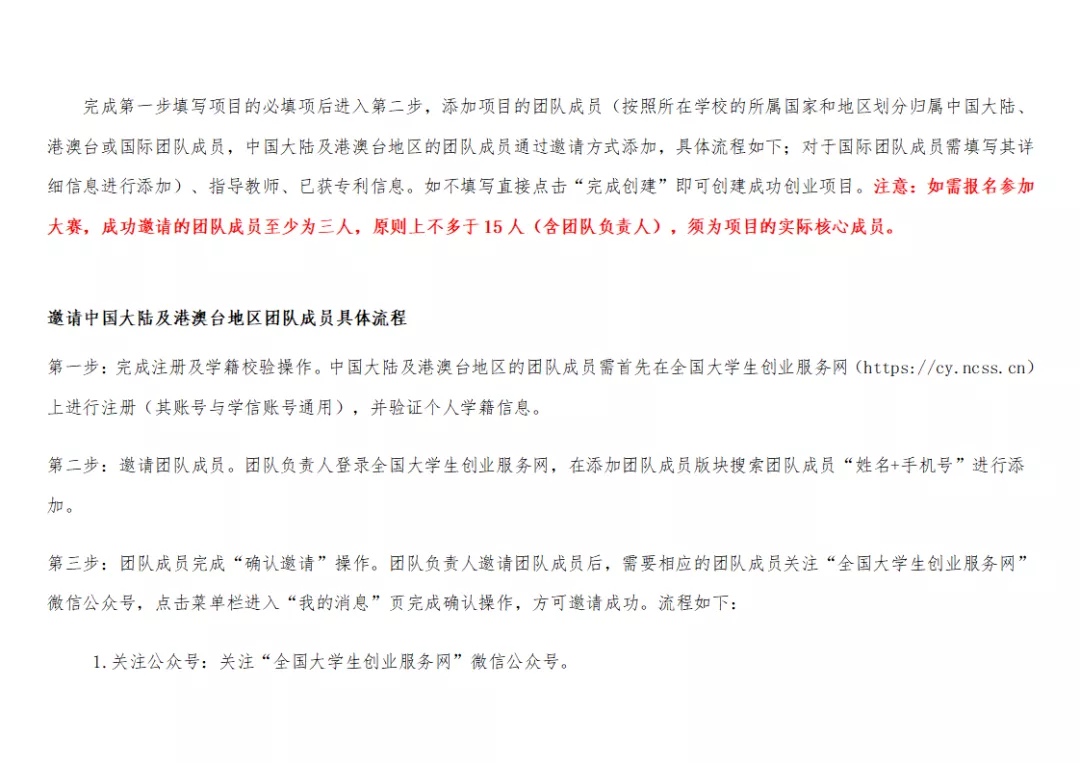 完成第一步填写项目的必填项后进入第二步，添加项目的团队成员（按照所在学校的所属国家和地区划分归属中国大陆、
港澳台或国际团队成员，中国大陆及港澳台地区的团队成员通过邀请方式添加，具体流程如下；对于国际团队成员需填写其详
细信息进行添加）、指导教师、已获专利信息。如不填写直接点击“完成创建”即可创建成功创业项目。注意：如需报名参加
大赛，成功邀请的团队成员至少为三人，原则上不多于 15 人（含团队负责人），须为项目的实际核心成员。
邀请中国大陆及港澳台地区团队成员具体流程
第一步：完成注册及学籍校验操作。中国大陆及港澳台地区的团队成员需首先在全国大学生创业服务网（https://cy.ncss.cn）
上进行注册（其账号与学信账号通用），并验证个人学籍信息。
第二步：邀请团队成员。团队负责人登录全国大学生创业服务网，在添加团队成员版块搜索团队成员“姓名+手机号”进行添
加。
第三步：团队成员完成“确认邀请”操作。团队负责人邀请团队成员后，需要相应的团队成员关注“全国大学生创业服务网”
微信公众号，点击菜单栏进入“我的消息”页完成确认操作，方可邀请成功。流程如下：
1.关注公众号：关注“全国大学生创业服务网”微信公众号。